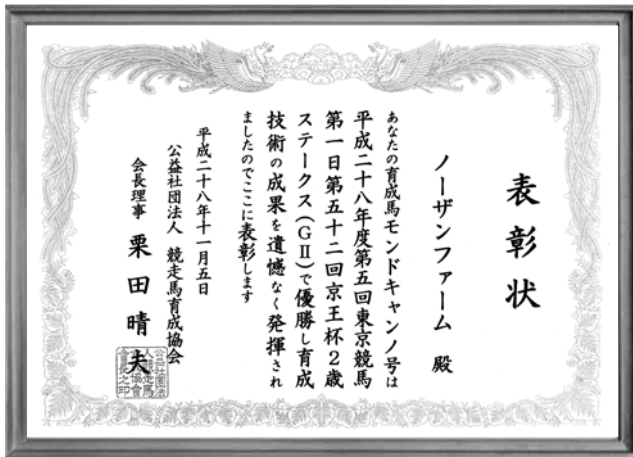 表彰状
ノーザンファーム 殿
あなたの育成馬モンドキャンノ号は
平成二十八年度第五回東京競馬
第一日第五十二回京王杯2歳
ステークス(GⅡ)で優勝し育成
技術の成果を遺憾なく発揮され
ましたのでここに表彰します
平成二十八年十一月五日
公益社団法人 競走馬育成協会
会長理事 栗田晴夫